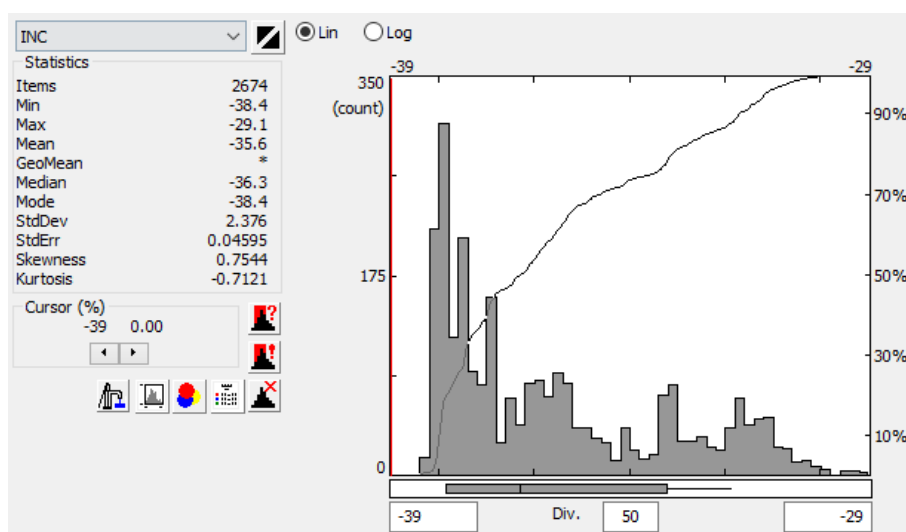 INC
Lin
Log
Statistics
Items 2674
Min -38.4
Max -29.1
Mean -35.6
GeoMean *
Median -36.3
Mode -38.4
StdDev 2.376
StdErr 0.04595
Skewness 0.7544
Kurtosis -0.7121
Cursor (%)
-39 0.00
-39 -29
350
(count)
175
0
90%
70%
50%
30%
10%
-39 Div. 50 -29